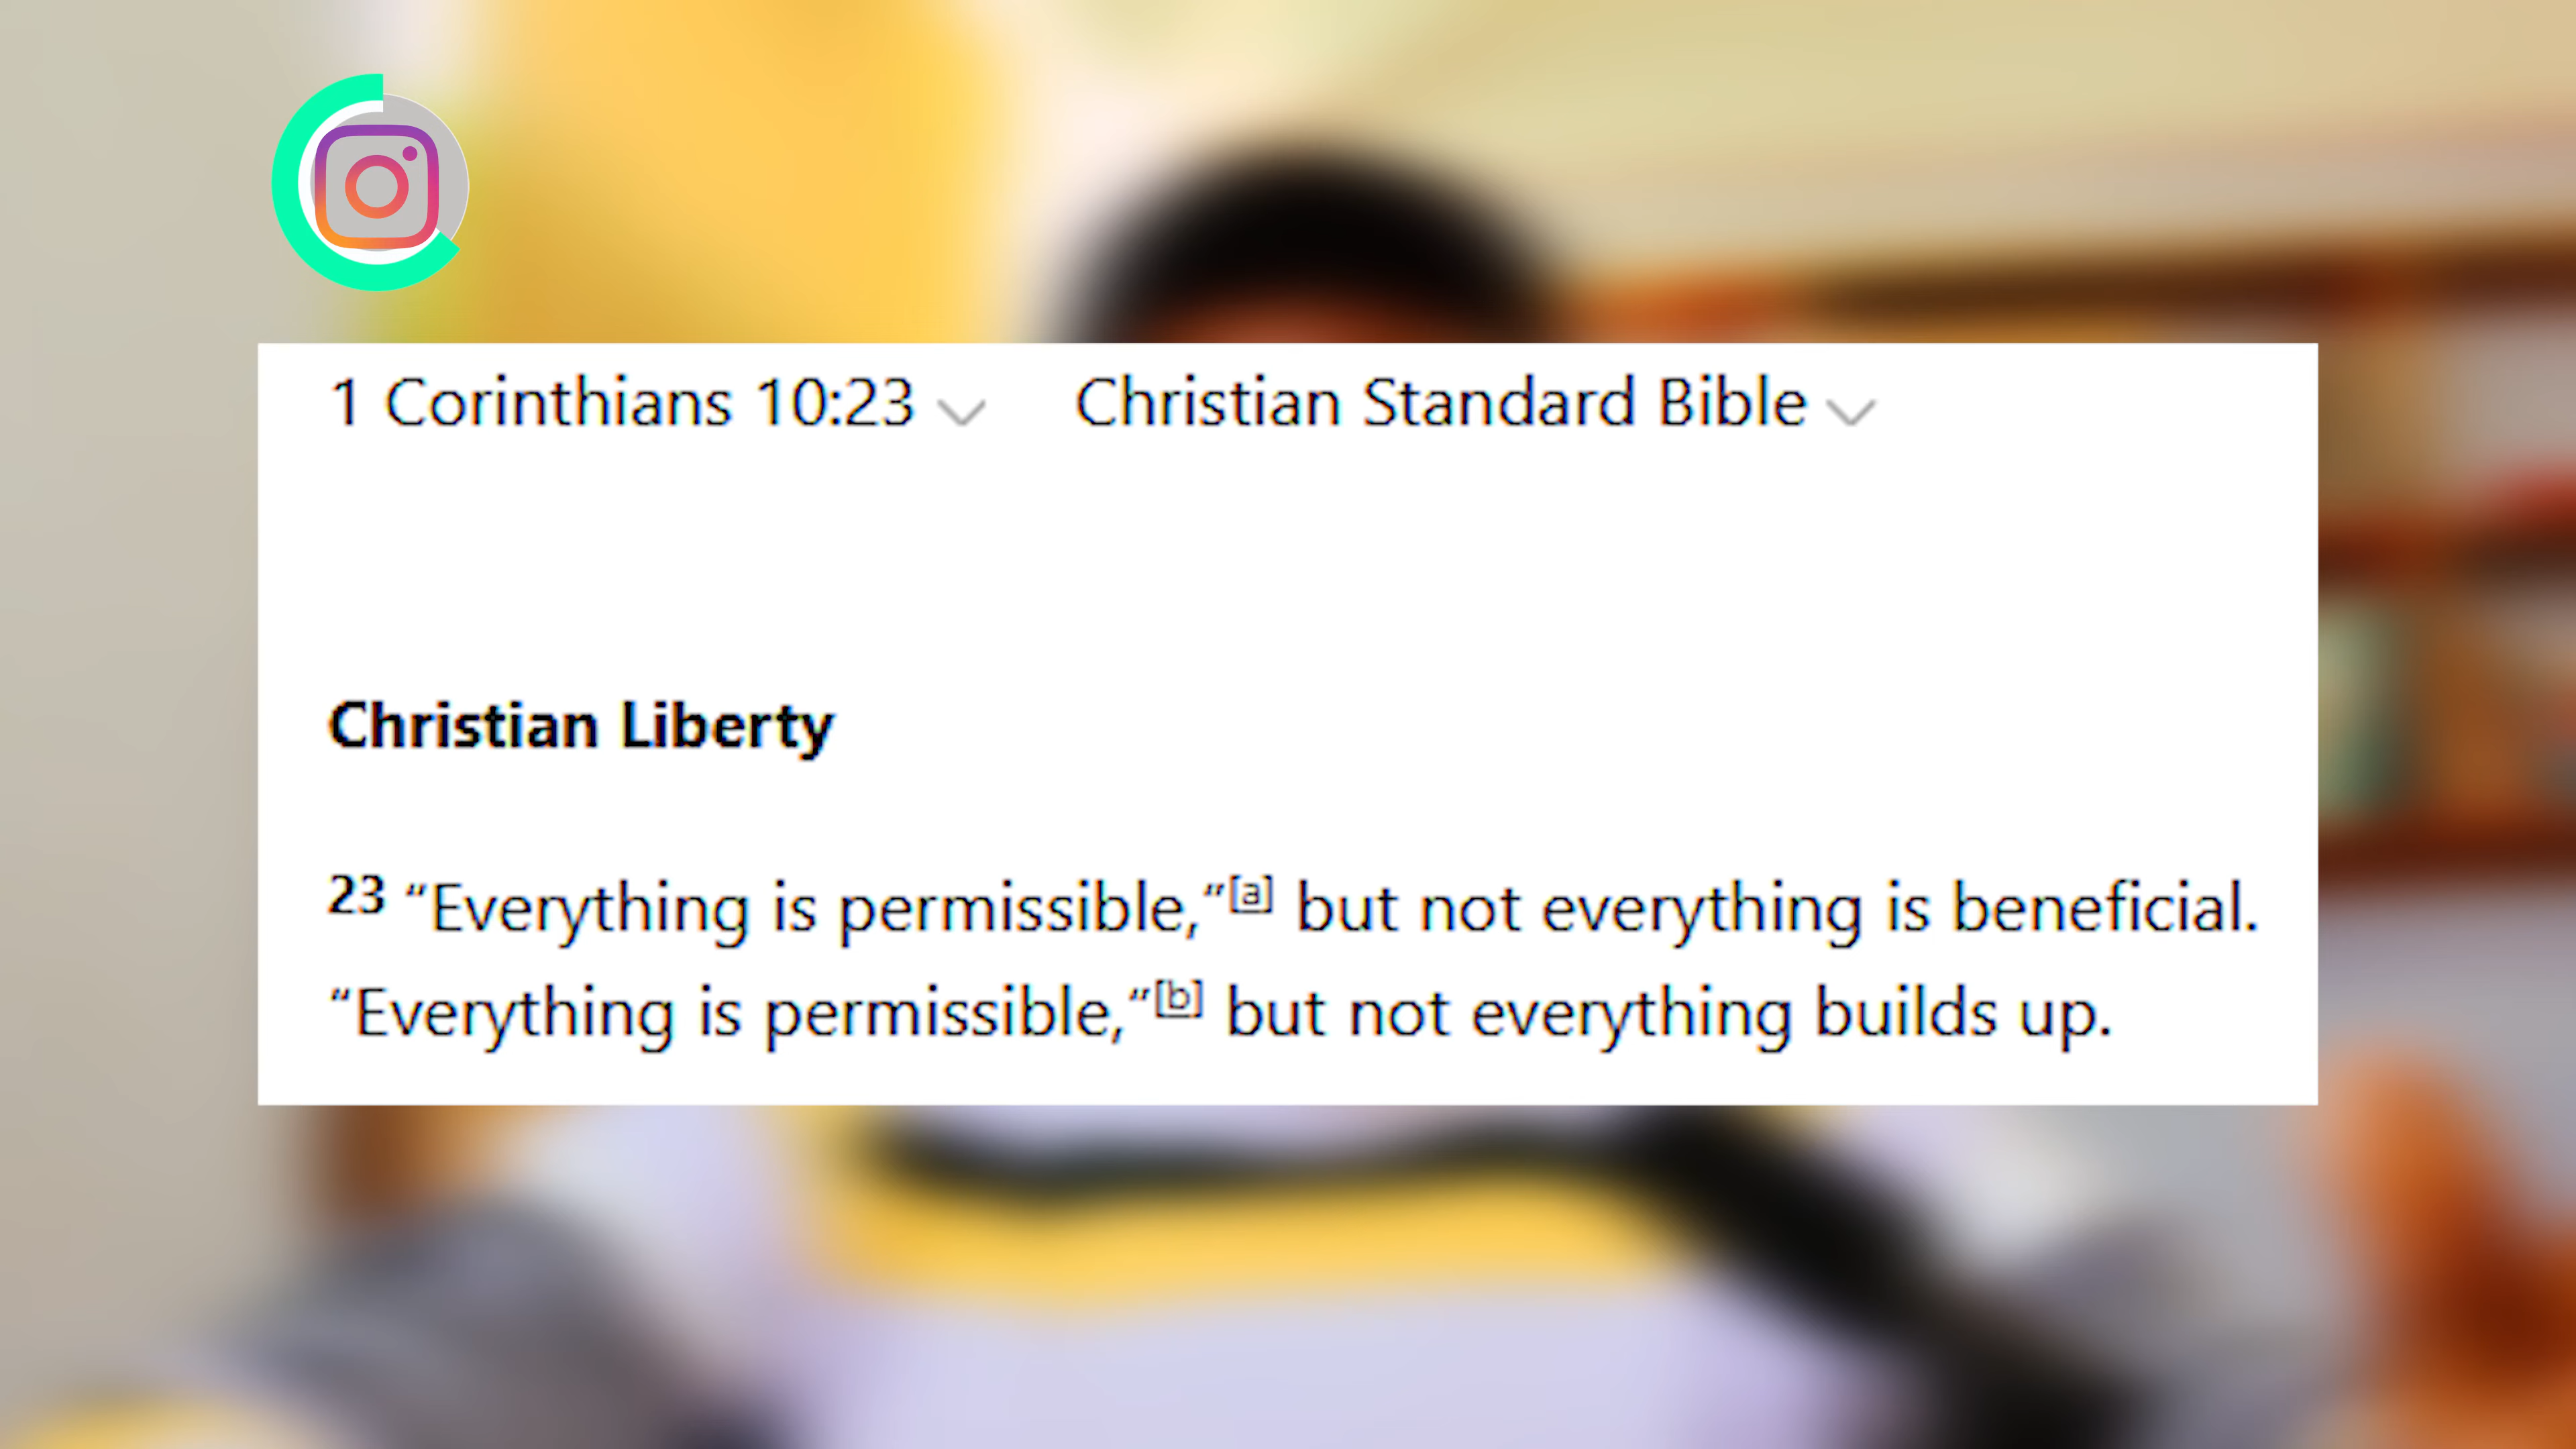 1 Corinthians 10:23 Christian Standard Bible
Christian Liberty
23 “Everything is permissible,”[a] but not everything is beneficial.
“Everything is permissible,”[b] but not everything builds up.